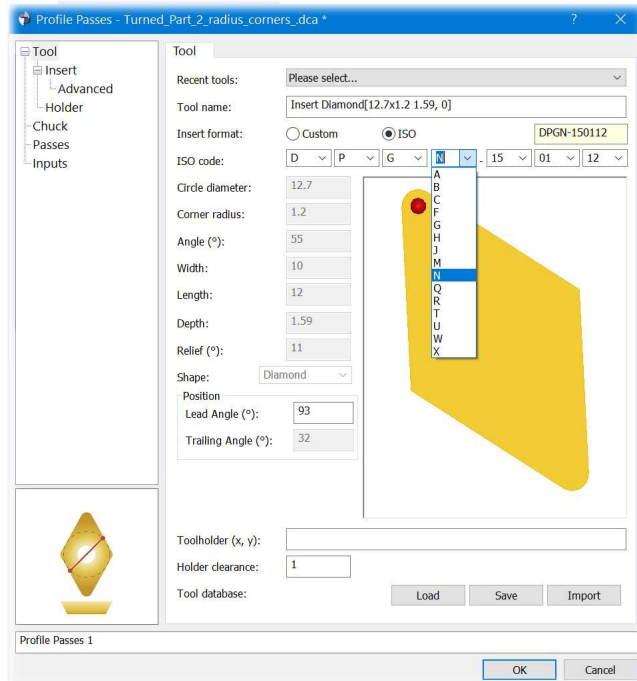 Profile Passes - Turned_Part_2_radius_corners_.dca *
? ×
Tool
Insert
Advanced
Holder
Chuck
Passes
Inputs
Tool
Recent tools: Please select...
Tool name: Insert Diamond[12.7x1.2 1.59, 0]
Insert format: Custom ISO DPGN-150112
ISO code: D P G N - 15 01 12
A
B
C
F
G
H
J
M
N
Q
R
T
U
W
X
Circle diameter: 12.7
Corner radius: 1.2
Angle (º): 55
Width: 10
Length: 12
Depth: 1.59
Relief (º): 11
Shape: Diamond
Position
Lead Angle (º): 93
Trailing Angle (º): 32
Toolholder (x, y):
Holder clearance: 1
Tool database: Load Save Import
Profile Passes 1
OK Cancel